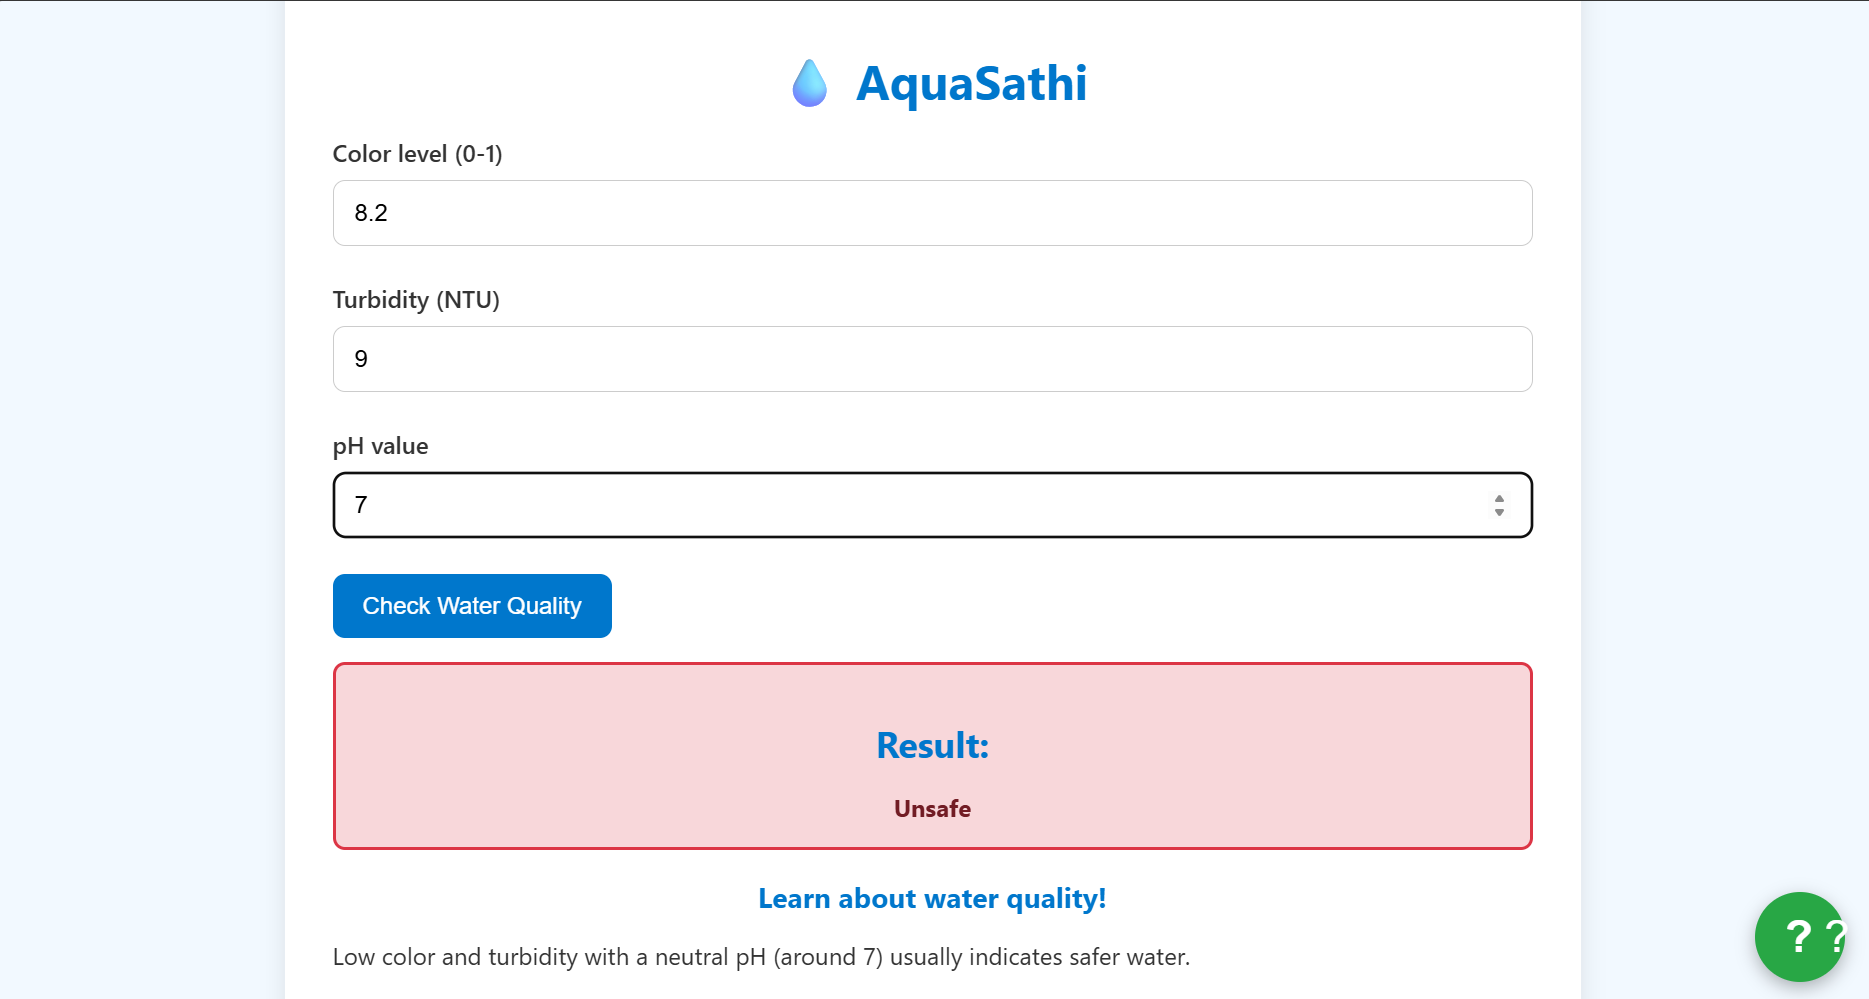 AquaSathi
Color level (0-1)
8.2
Turbidity (NTU)
9
pH value
7
Check Water Quality
Result:
Unsafe
Learn about water quality!
Low color and turbidity with a neutral pH (around 7) usually indicates safer water.
? ?